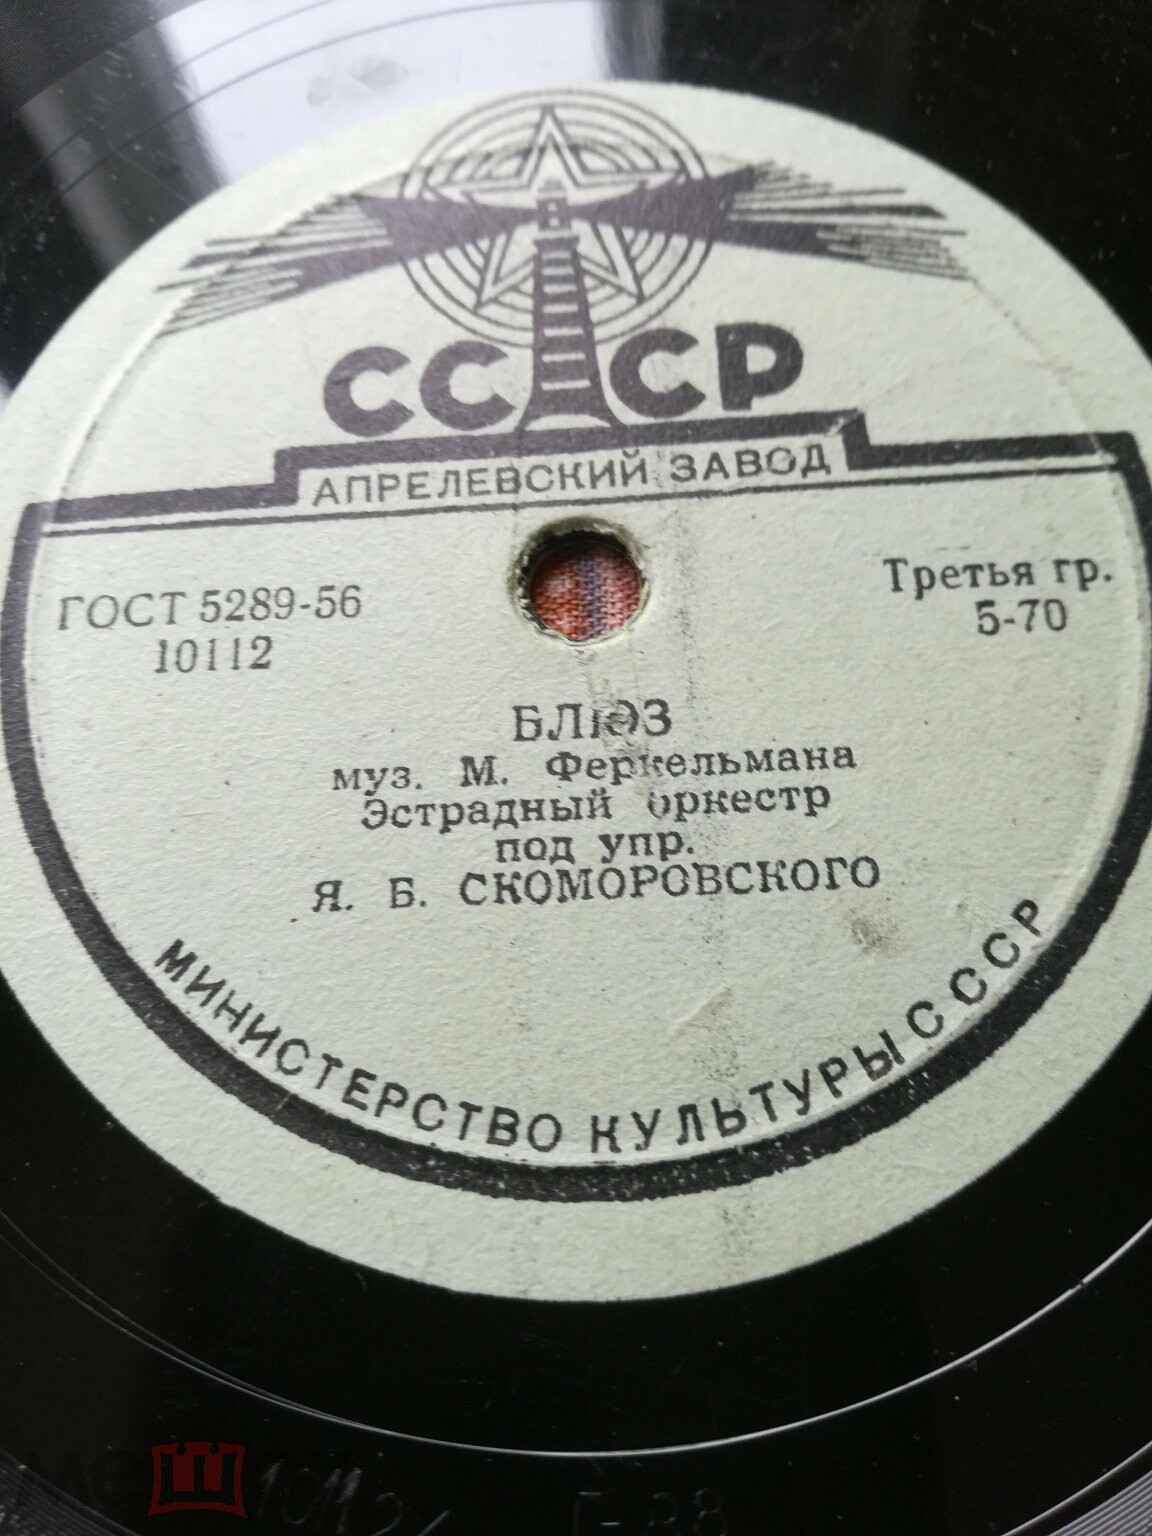 СССР
АПРЕЛЕВСКИЙ ЗАВОД
ГОСТ 5289-56
10112
Третья гр.
5-70
БЛЮЗ
муз. М. Феркельмана
Эстрадный оркестр
под упр.
Я. Б. СКОМОРОВСКОГО
МИНИСТЕРСТВО КУЛЬТУРЫ СССР